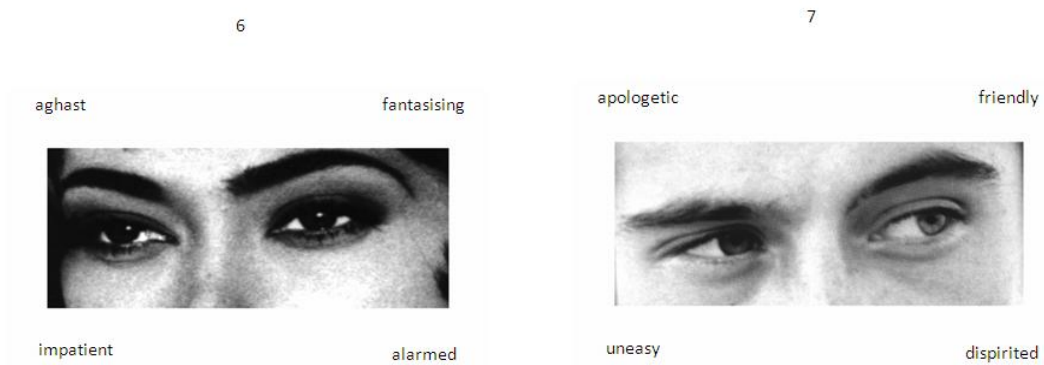 6
aghast fantasising
impatient alarmed
7
apologetic friendly
uneasy dispirited